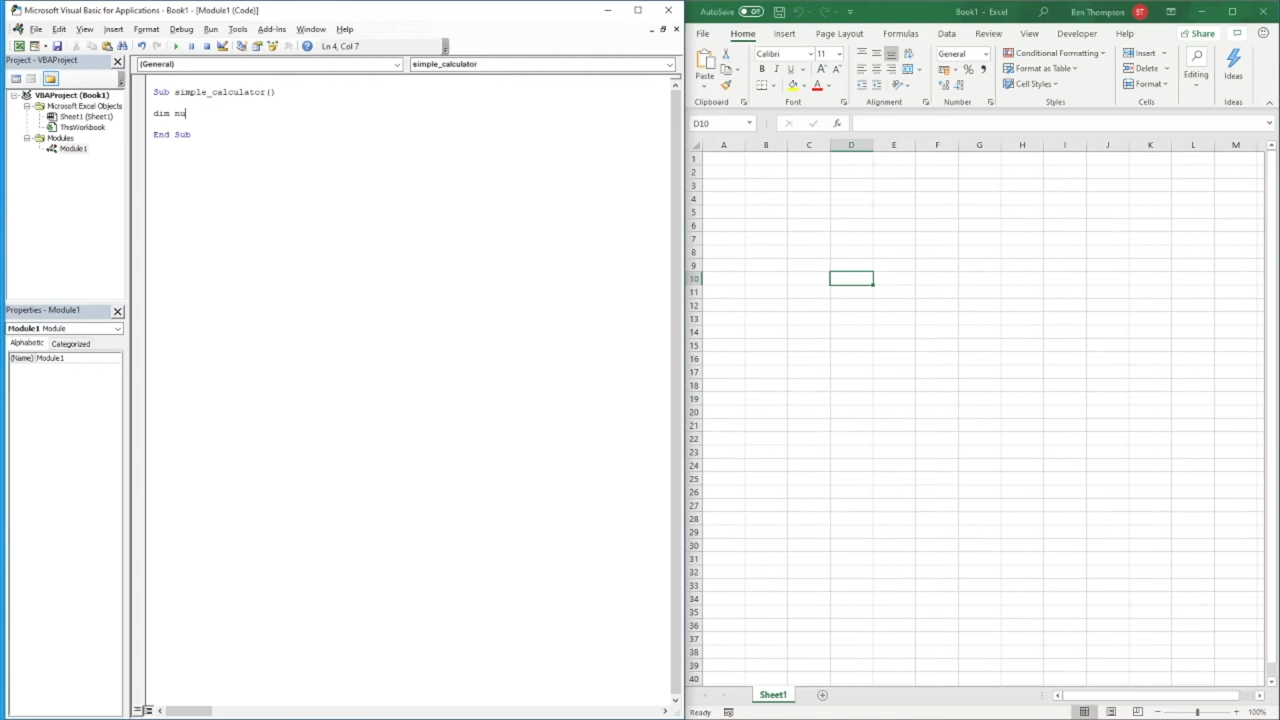 Microsoft Visual Basic for Applications - Book1 - [Module1 (Code)]
File Edit View Insert Format Debug Run Tools Add-Ins Window Help
Ln 4, Col 7
Project - VBAProject
VBAProject (Book1)
Microsoft Excel Objects
Sheet1 (Sheet1)
ThisWorkbook
Modules
Module1
Properties - Module1
Module1 Module
Alphabetic Categorized
(Name) Module1
(General) simple_calculator
Sub simple_calculator()
dim nu
End Sub
AutoSave Off Book1 - Excel Ben Thompson BT
File Home Insert Page Layout Formulas Data Review View Developer Help Share
Paste Calibri 11 General Conditional Formatting Insert Editing Ideas
B I U Format as Table Delete
A Cell Styles Format
Clipboard Font Alignment Number Styles Cells Ideas
D10 fx
A B C D E F G H I J K L M
1
2
3
4
5
6
7
8
9
10
11
12
13
14
15
16
17
18
19
20
21
22
23
24
25
26
27
28
29
30
31
32
33
34
35
36
37
38
39
40
Sheet1
Ready 100%